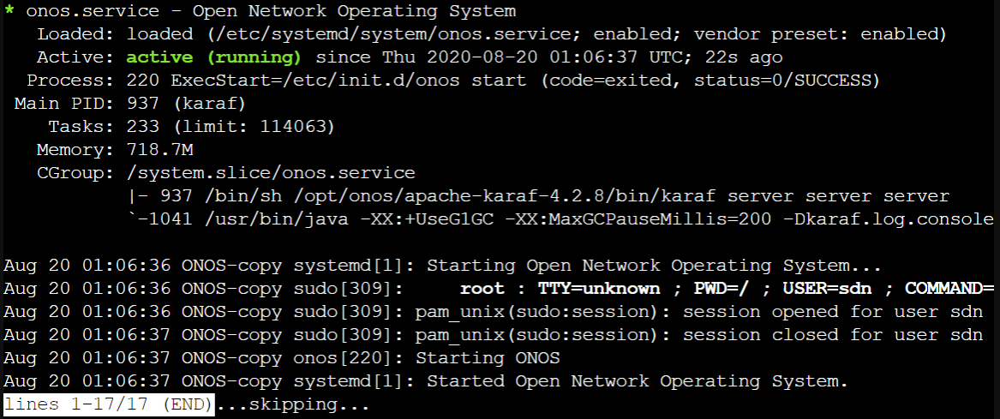 * onos.service - Open Network Operating System
   Loaded: loaded (/etc/systemd/system/onos.service; enabled; vendor preset: enabled)
   Active: active (running) since Thu 2020-08-20 01:06:37 UTC; 22s ago
  Process: 220 ExecStart=/etc/init.d/onos start (code=exited, status=0/SUCCESS)
 Main PID: 937 (karaf)
    Tasks: 233 (limit: 114063)
   Memory: 718.7M
   CGroup: /system.slice/onos.service
           |- 937 /bin/sh /opt/onos/apache-karaf-4.2.8/bin/karaf server server server
           `-1041 /usr/bin/java -XX:+UseG1GC -XX:MaxGCPauseMillis=200 -Dkaraf.log.console

Aug 20 01:06:36 ONOS-copy systemd[1]: Starting Open Network Operating System...
Aug 20 01:06:36 ONOS-copy sudo[309]:     root : TTY=unknown ; PWD=/ ; USER=sdn ; COMMAND=
Aug 20 01:06:36 ONOS-copy sudo[309]: pam_unix(sudo:session): session opened for user sdn
Aug 20 01:06:37 ONOS-copy sudo[309]: pam_unix(sudo:session): session closed for user sdn
Aug 20 01:06:37 ONOS-copy onos[220]: Starting ONOS
Aug 20 01:06:37 ONOS-copy systemd[1]: Started Open Network Operating System.
lines 1-17/17 (END)...skipping...